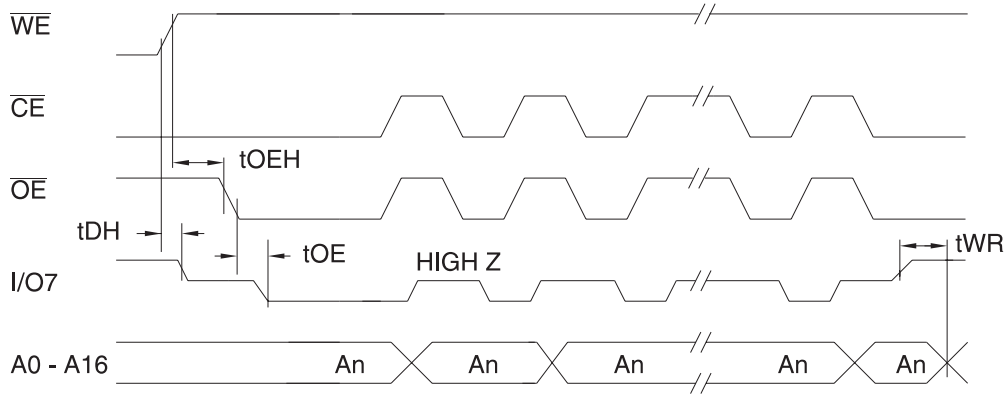 WE
CE
tOEH
OE
tDH
tOE
HIGH Z
tWR
I/O7
A0 - A16
An An An An An